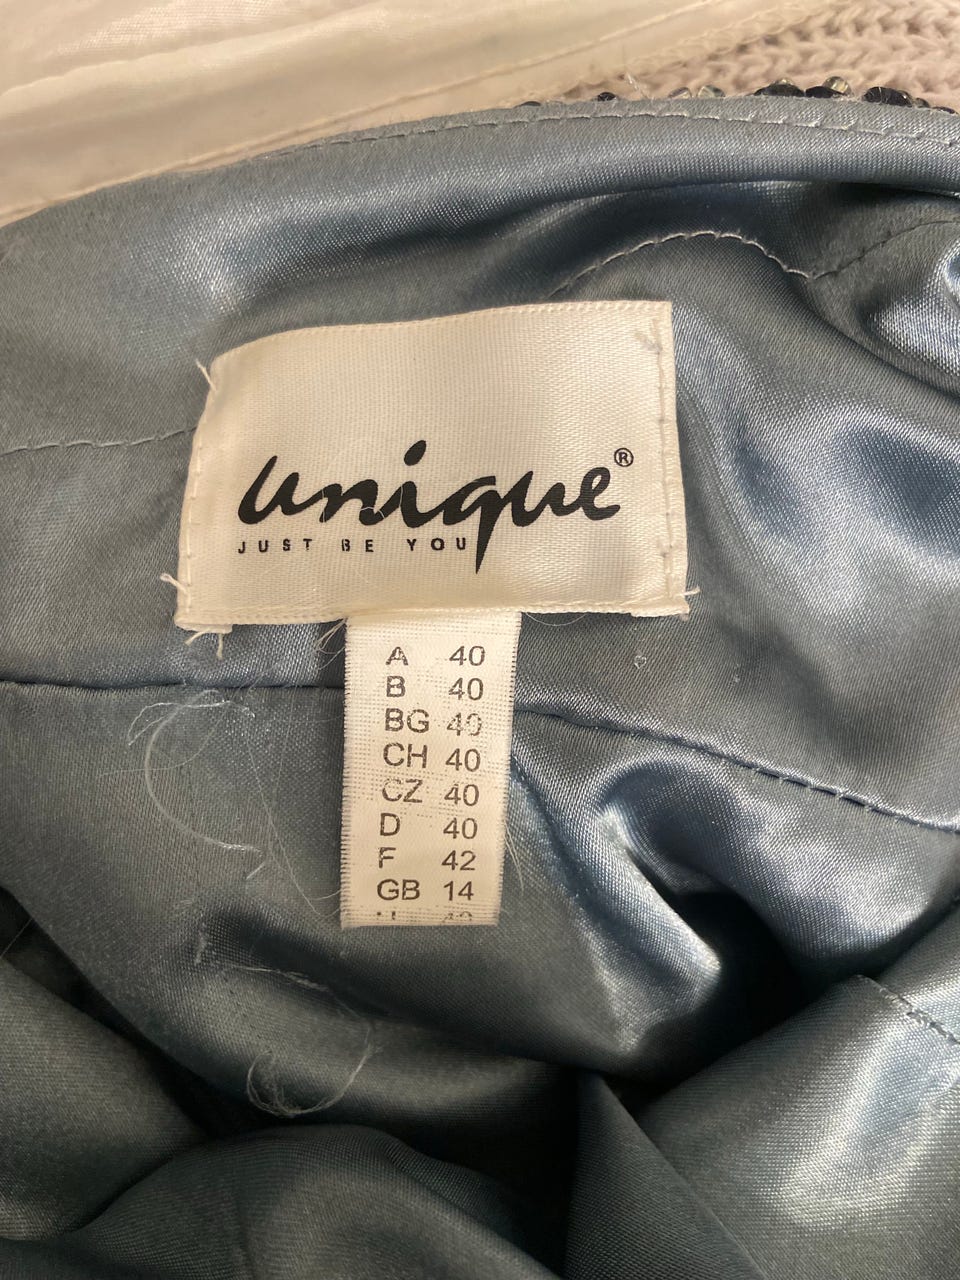 unique®
JUST BE YOU
A 40
B 40
BG 40
CH 40
CZ 40
D 40
F 42
GB 14